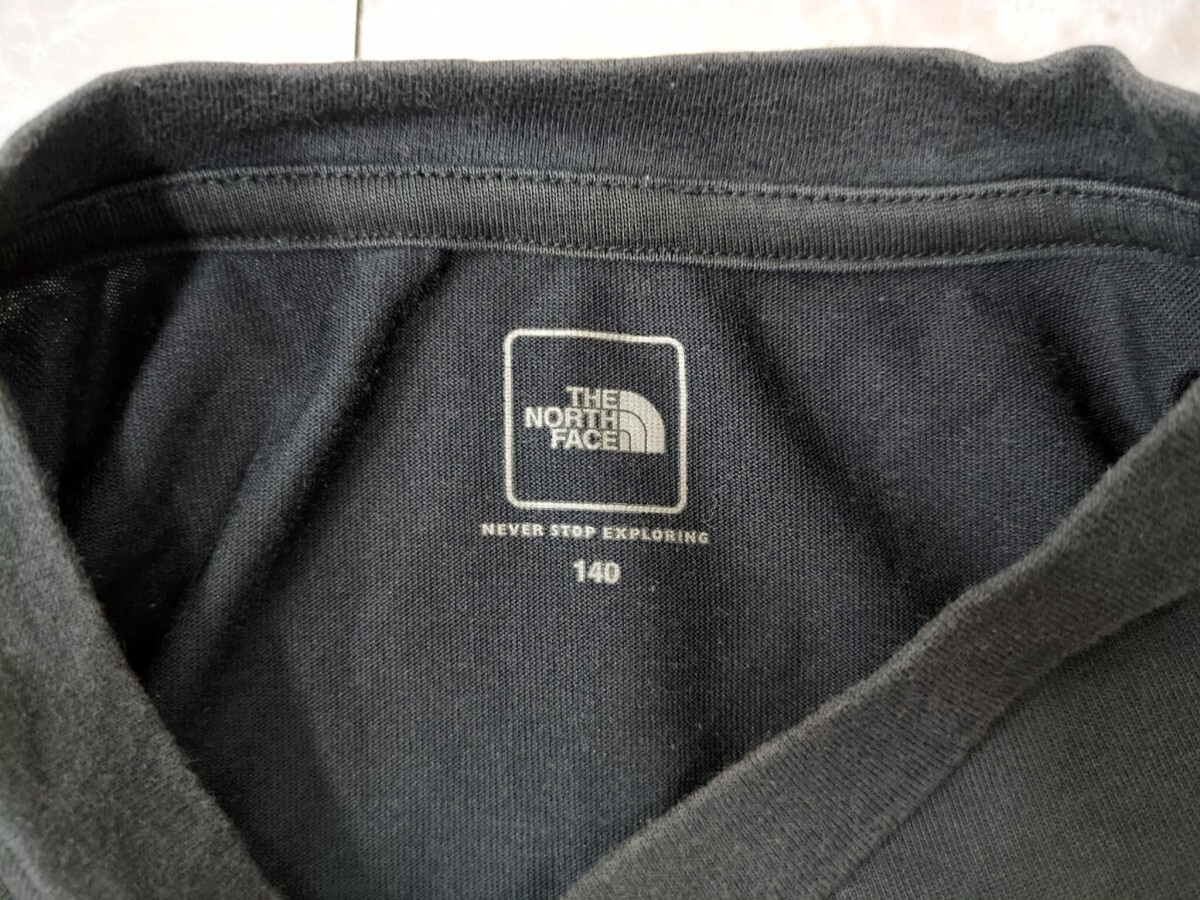 THE
NORTH
FACE
NEVER STOP EXPLORING
140